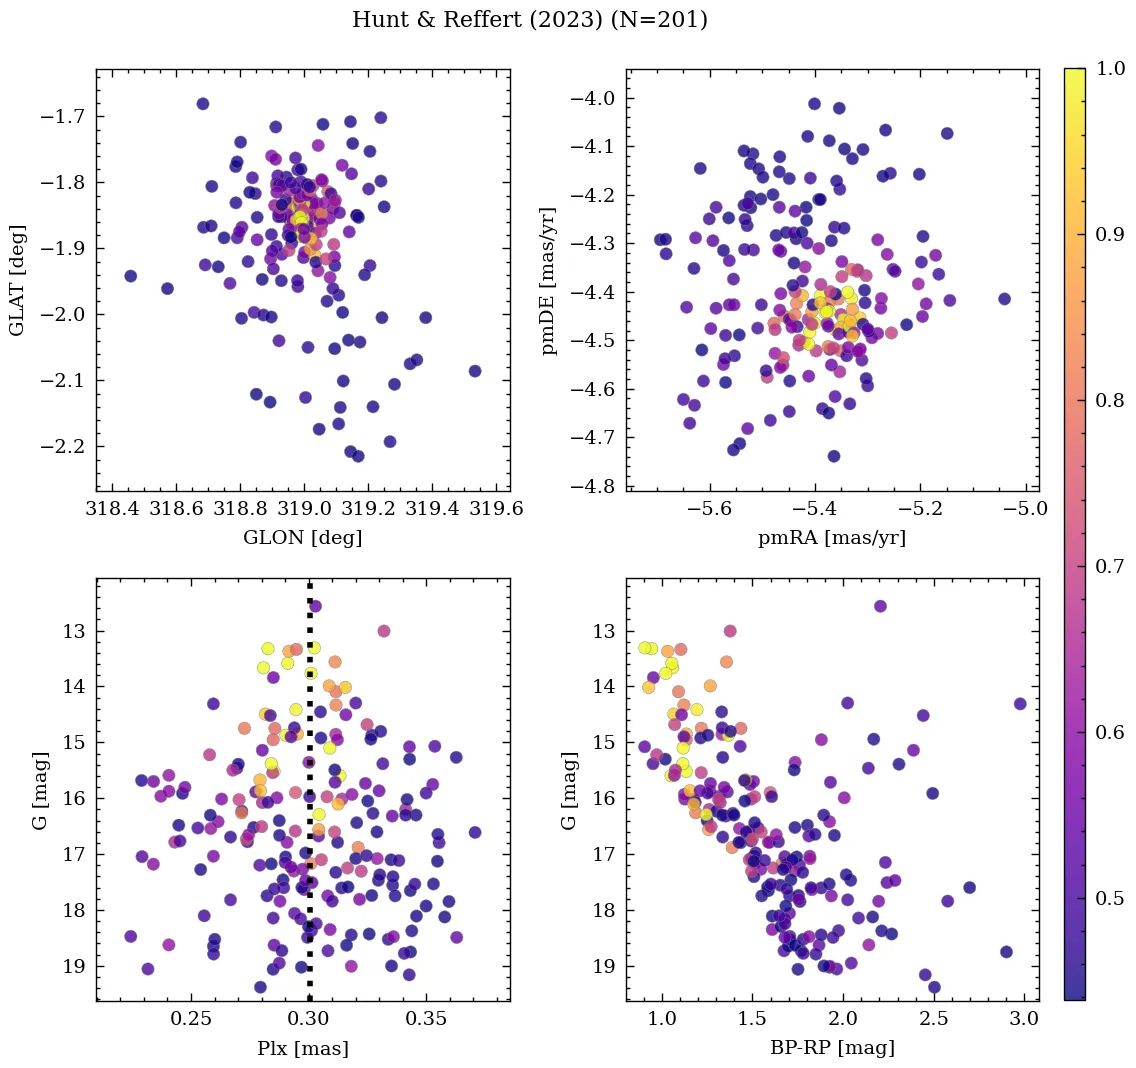 Hunt & Reffert (2023) (N=201)
−1.7
−1.8
−1.9
−2.0
−2.1
−2.2
GLAT [deg]
318.4 318.6 318.8 319.0 319.2 319.4 319.6
GLON [deg]
−4.0
−4.1
−4.2
−4.3
−4.4
−4.5
−4.6
−4.7
−4.8
pmDE [mas/yr]
−5.6 −5.4 −5.2 −5.0
pmRA [mas/yr]
1.0
0.9
0.8
0.7
0.6
0.5
13
14
15
16
17
18
19
G [mag]
0.25 0.30 0.35
Plx [mas]
13
14
15
16
17
18
19
G [mag]
1.0 1.5 2.0 2.5 3.0
BP-RP [mag]